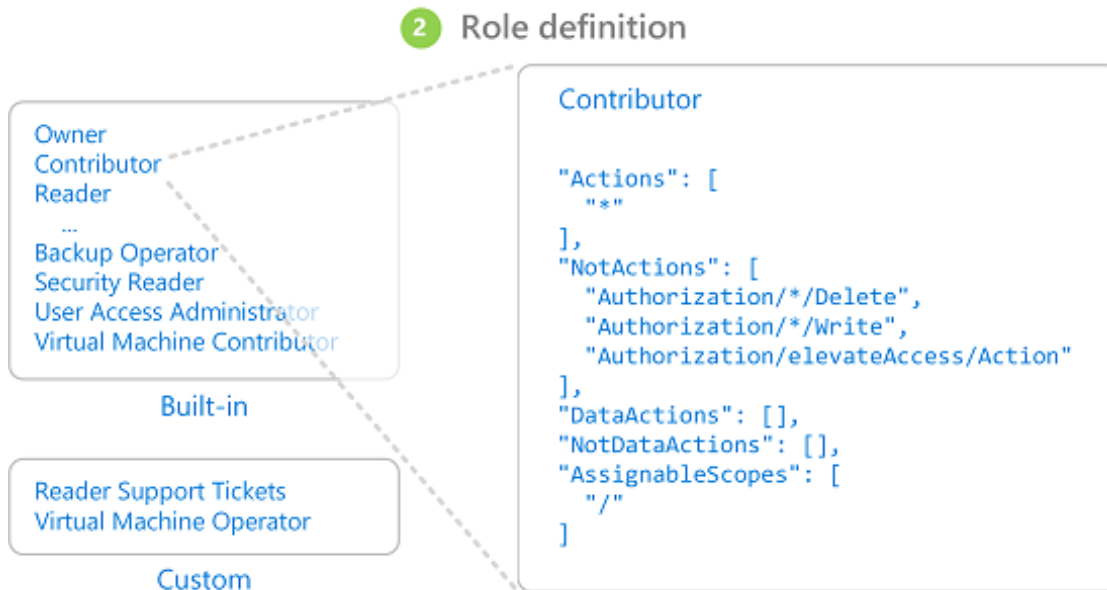 2 Role definition
Owner
Contributor
Reader
...
Backup Operator
Security Reader
User Access Administrator
Virtual Machine Contributor
Built-in
Reader Support Tickets
Virtual Machine Operator
Custom
Contributor
"Actions": [
"*"
],
"NotActions": [
"Authorization/*/Delete",
"Authorization/*/Write",
"Authorization/elevateAccess/Action"
],
"DataActions": [],
"NotDataActions": [],
"AssignableScopes": [
"/"
]